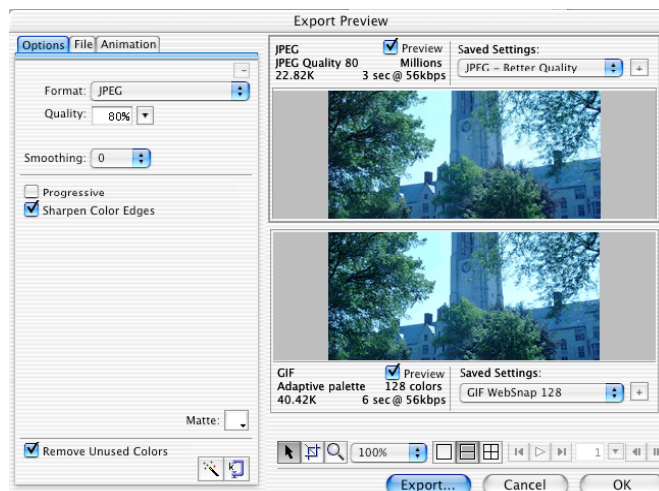 Export Preview
Options File Animation
Format: JPEG
Quality: 80%
Smoothing: 0
Progressive
Sharpen Color Edges
Matte:
Remove Unused Colors
JPEG Preview
JPEG Quality 80 Millions
22.82K 3 sec @ 56kbps
Saved Settings:
JPEG – Better Quality
GIF Preview
Adaptive palette 128 colors
40.42K 6 sec @ 56kbps
Saved Settings:
GIF WebSnap 128
100% 1
Export... Cancel OK